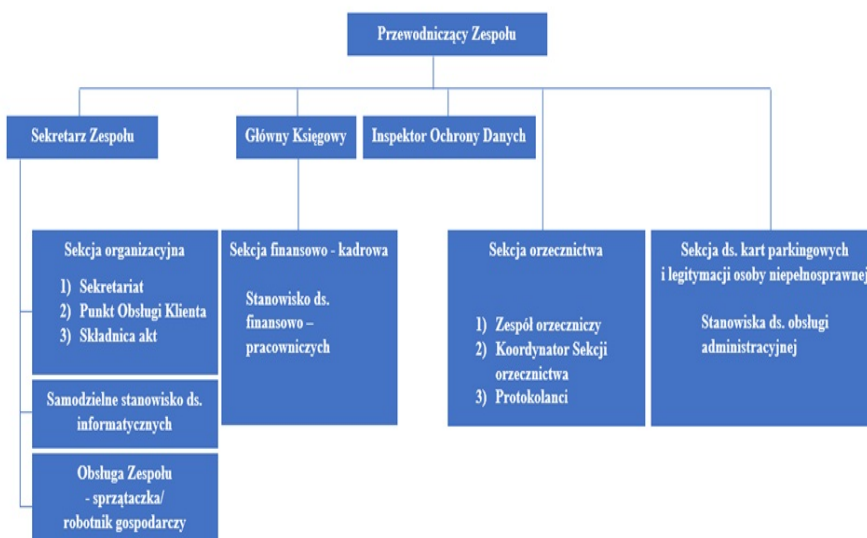 Przewodniczący Zespołu
Sekretarz Zespołu
Główny Księgowy
Inspektor Ochrony Danych
Sekcja organizacyjna
1) Sekretariat
2) Punkt Obsługi Klienta
3) Składnica akt
Samodzielne stanowisko ds.
informatycznych
Obsługa Zespołu
- sprzątaczka/
robotnik gospodarczy
Sekcja finansowo - kadrowa
Stanowisko ds.
finansowo –
pracowniczych
Sekcja orzecznictwa
1) Zespół orzeczniczy
2) Koordynator Sekcji
orzecznictwa
3) Protokolanci
Sekcja ds. kart parkingowych
i legitymacji osoby niepełnosprawnej
Stanowiska ds. obsługi
administracyjnej